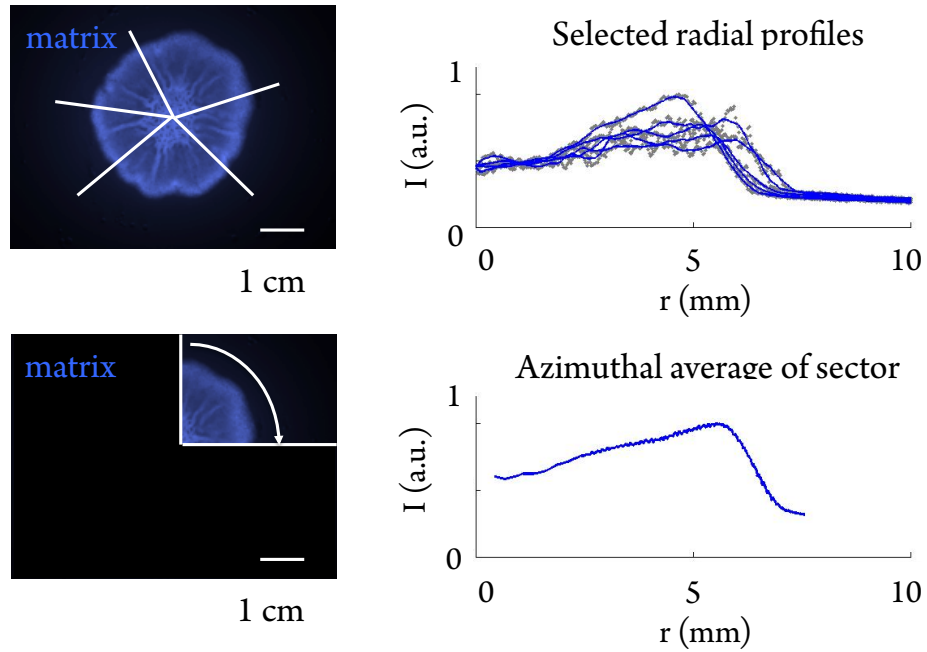 matrix
1 cm
Selected radial profiles
1
I (a.u.)
0
0 5 10
r (mm)
matrix
1 cm
Azimuthal average of sector
1
I (a.u.)
0
0 5 10
r (mm)